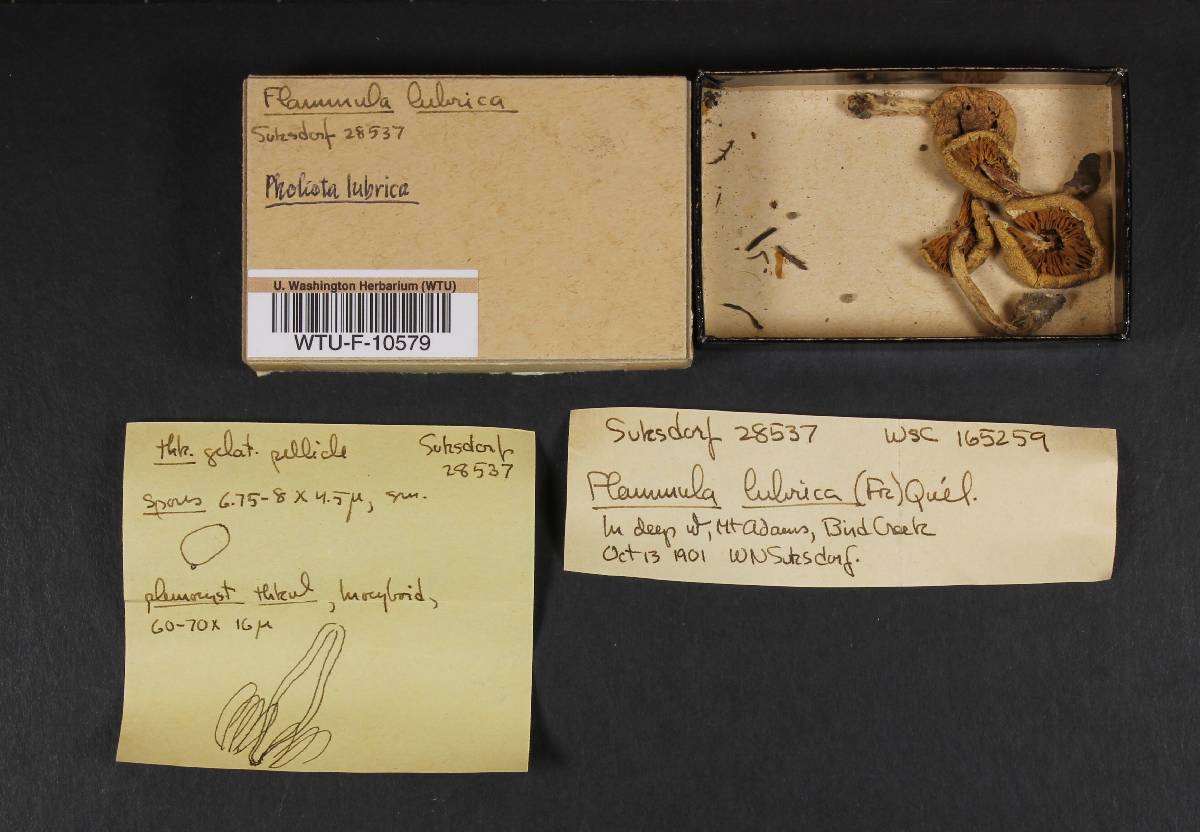 Flammula lubrica
Suksdorf 28537
Pholiota lubrica
U. Washington Herbarium (WTU)
WTU-F-10579
thk. gelat. pellicle
Suksdorf
28537
spores 6.75-8 X 4.5µ, sm.
pleurocyst thkwl, Inocyboid,
60-70X 16µ
Suksdorf 28537 WSC 165259
Flammula lubrica (Fr.) Quél.
In deep W, Mt Adams, Bird Creek
Oct 13 1901 WNSuksdorf.